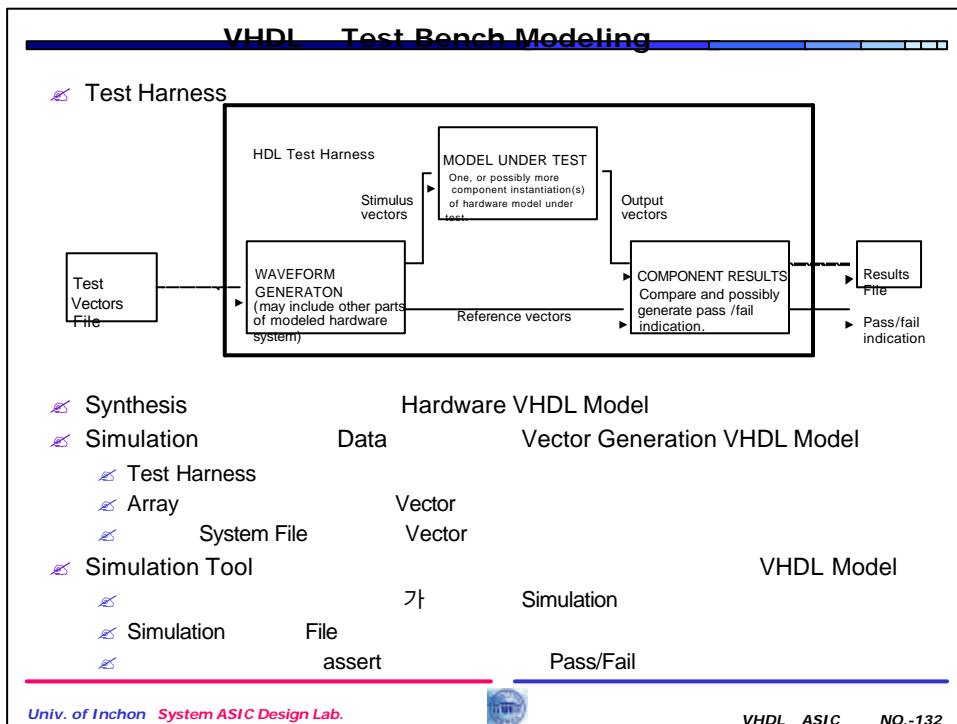 VHDL Test Bench Modeling
Test Harness
HDL Test Harness
MODEL UNDER TEST
One, or possibly more
component instantiation(s)
of hardware model under
test.
Stimulus
vectors
Output
vectors
Test
Vectors
File
WAVEFORM
GENERATON
(may include other parts
of modeled hardware
system)
Reference vectors
COMPONENT RESULTS
Compare and possibly
generate pass /fail
indication.
Results
File
Pass/fail
indication
Synthesis Hardware VHDL Model
Simulation Data Vector Generation VHDL Model
Test Harness
Array Vector
System File Vector
Simulation Tool VHDL Model
가 Simulation
Simulation File
assert Pass/Fail
Univ. of Inchon System ASIC Design Lab.
VHDL ASIC NO.-132